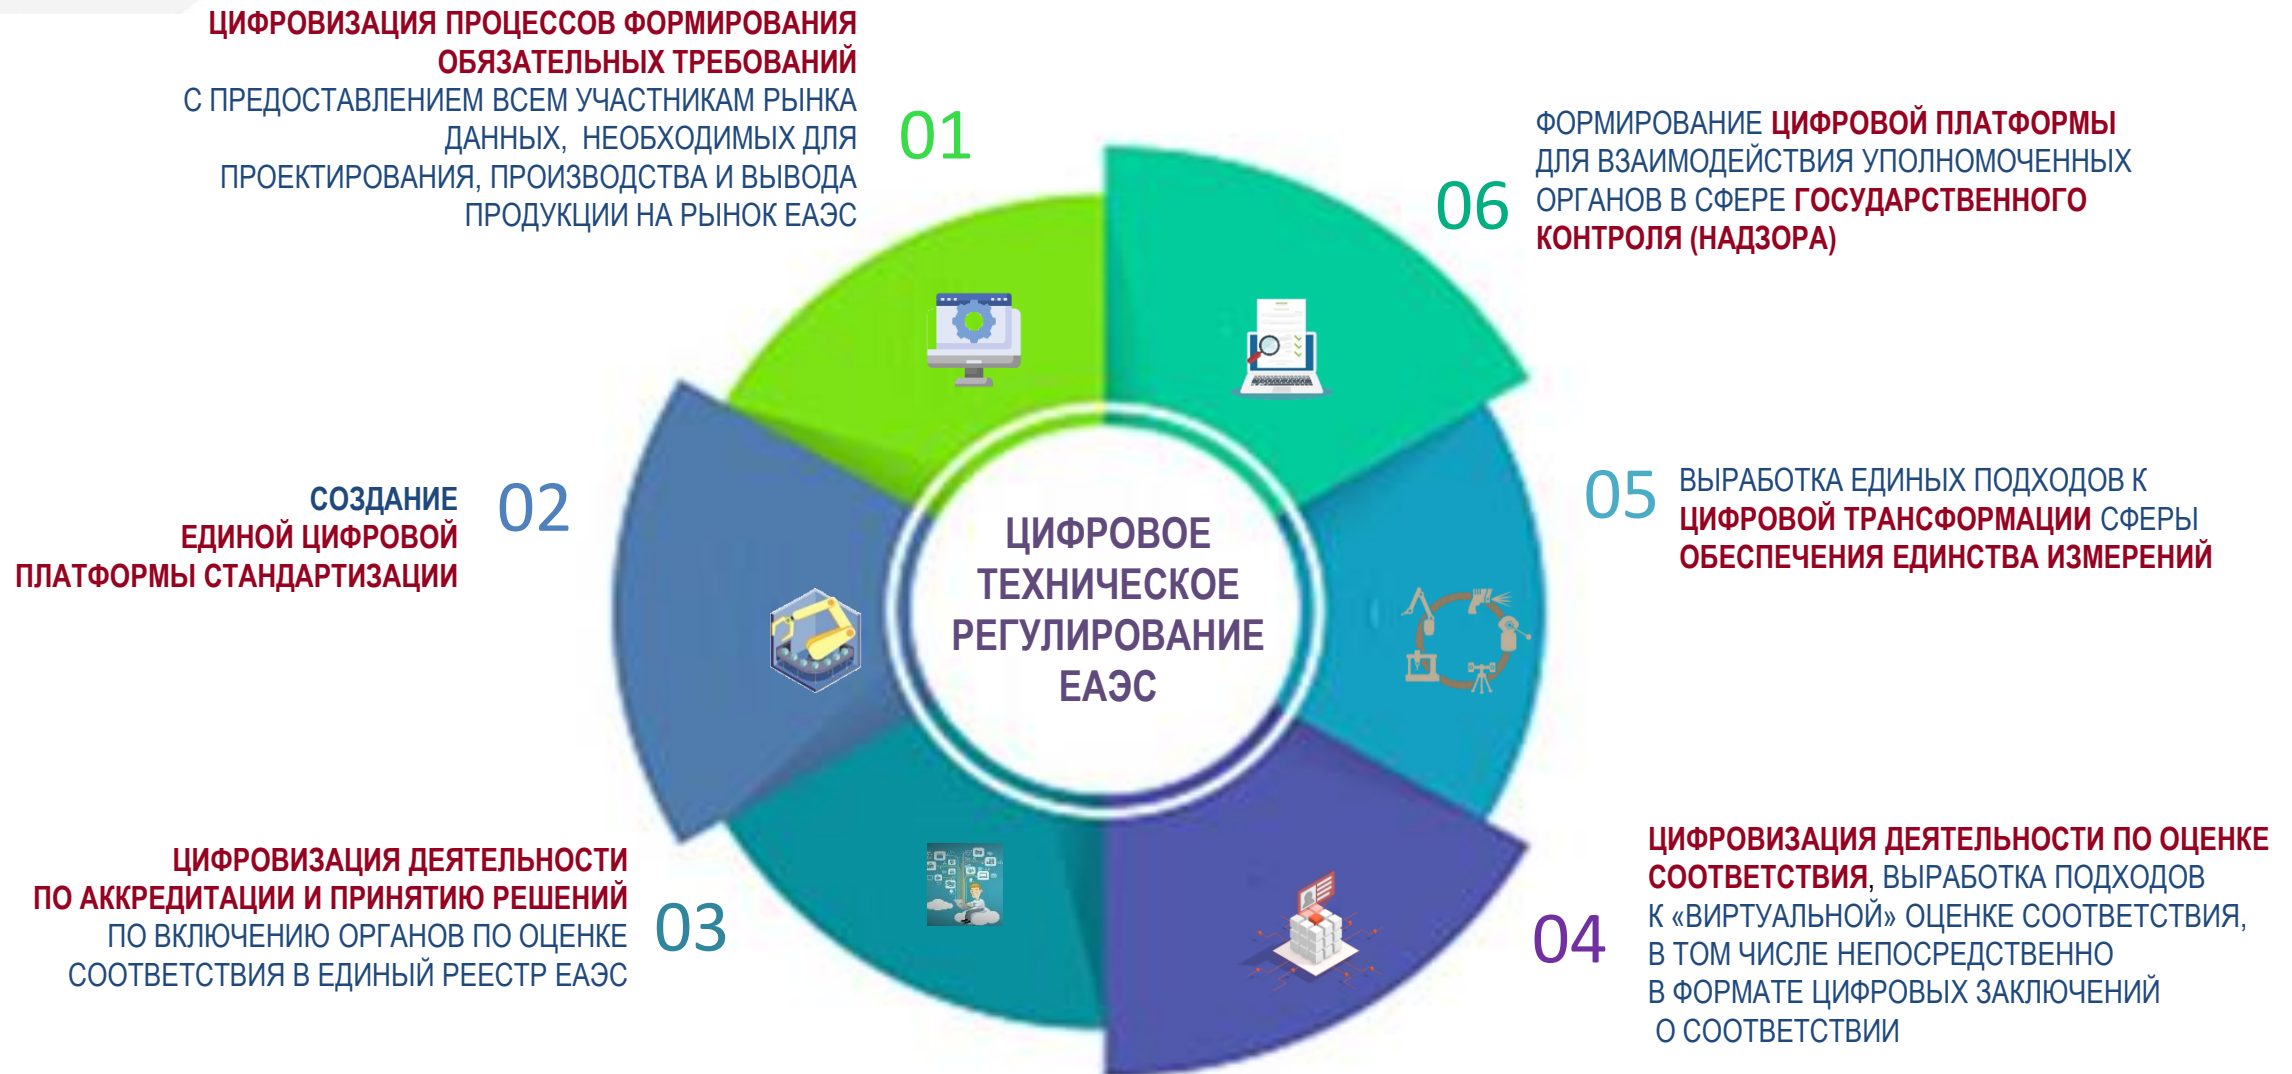 ЦИФРОВИЗАЦИЯ ПРОЦЕССОВ ФОРМИРОВАНИЯ
ОБЯЗАТЕЛЬНЫХ ТРЕБОВАНИЙ
С ПРЕДОСТАВЛЕНИЕМ ВСЕМ УЧАСТНИКАМ РЫНКА
ДАННЫХ, НЕОБХОДИМЫХ ДЛЯ
ПРОЕКТИРОВАНИЯ, ПРОИЗВОДСТВА И ВЫВОДА
ПРОДУКЦИИ НА РЫНОК ЕАЭС
01
02
СОЗДАНИЕ
ЕДИНОЙ ЦИФРОВОЙ
ПЛАТФОРМЫ СТАНДАРТИЗАЦИИ
03
ЦИФРОВИЗАЦИЯ ДЕЯТЕЛЬНОСТИ
ПО АККРЕДИТАЦИИ И ПРИНЯТИЮ РЕШЕНИЙ
ПО ВКЛЮЧЕНИЮ ОРГАНОВ ПО ОЦЕНКЕ
СООТВЕТСТВИЯ В ЕДИНЫЙ РЕЕСТР ЕАЭС
ЦИФРОВОЕ
ТЕХНИЧЕСКОЕ
РЕГУЛИРОВАНИЕ
ЕАЭС
04
ЦИФРОВИЗАЦИЯ ДЕЯТЕЛЬНОСТИ ПО ОЦЕНКЕ
СООТВЕТСТВИЯ, ВЫРАБОТКА ПОДХОДОВ
К «ВИРТУАЛЬНОЙ» ОЦЕНКЕ СООТВЕТСТВИЯ,
В ТОМ ЧИСЛЕ НЕПОСРЕДСТВЕННО
В ФОРМАТЕ ЦИФРОВЫХ ЗАКЛЮЧЕНИЙ
О СООТВЕТСТВИИ
05
ВЫРАБОТКА ЕДИНЫХ ПОДХОДОВ К
ЦИФРОВОЙ ТРАНСФОРМАЦИИ СФЕРЫ
ОБЕСПЕЧЕНИЯ ЕДИНСТВА ИЗМЕРЕНИЙ
06
ФОРМИРОВАНИЕ ЦИФРОВОЙ ПЛАТФОРМЫ
ДЛЯ ВЗАИМОДЕЙСТВИЯ УПОЛНОМОЧЕННЫХ
ОРГАНОВ В СФЕРЕ ГОСУДАРСТВЕННОГО
КОНТРОЛЯ (НАДЗОРА)